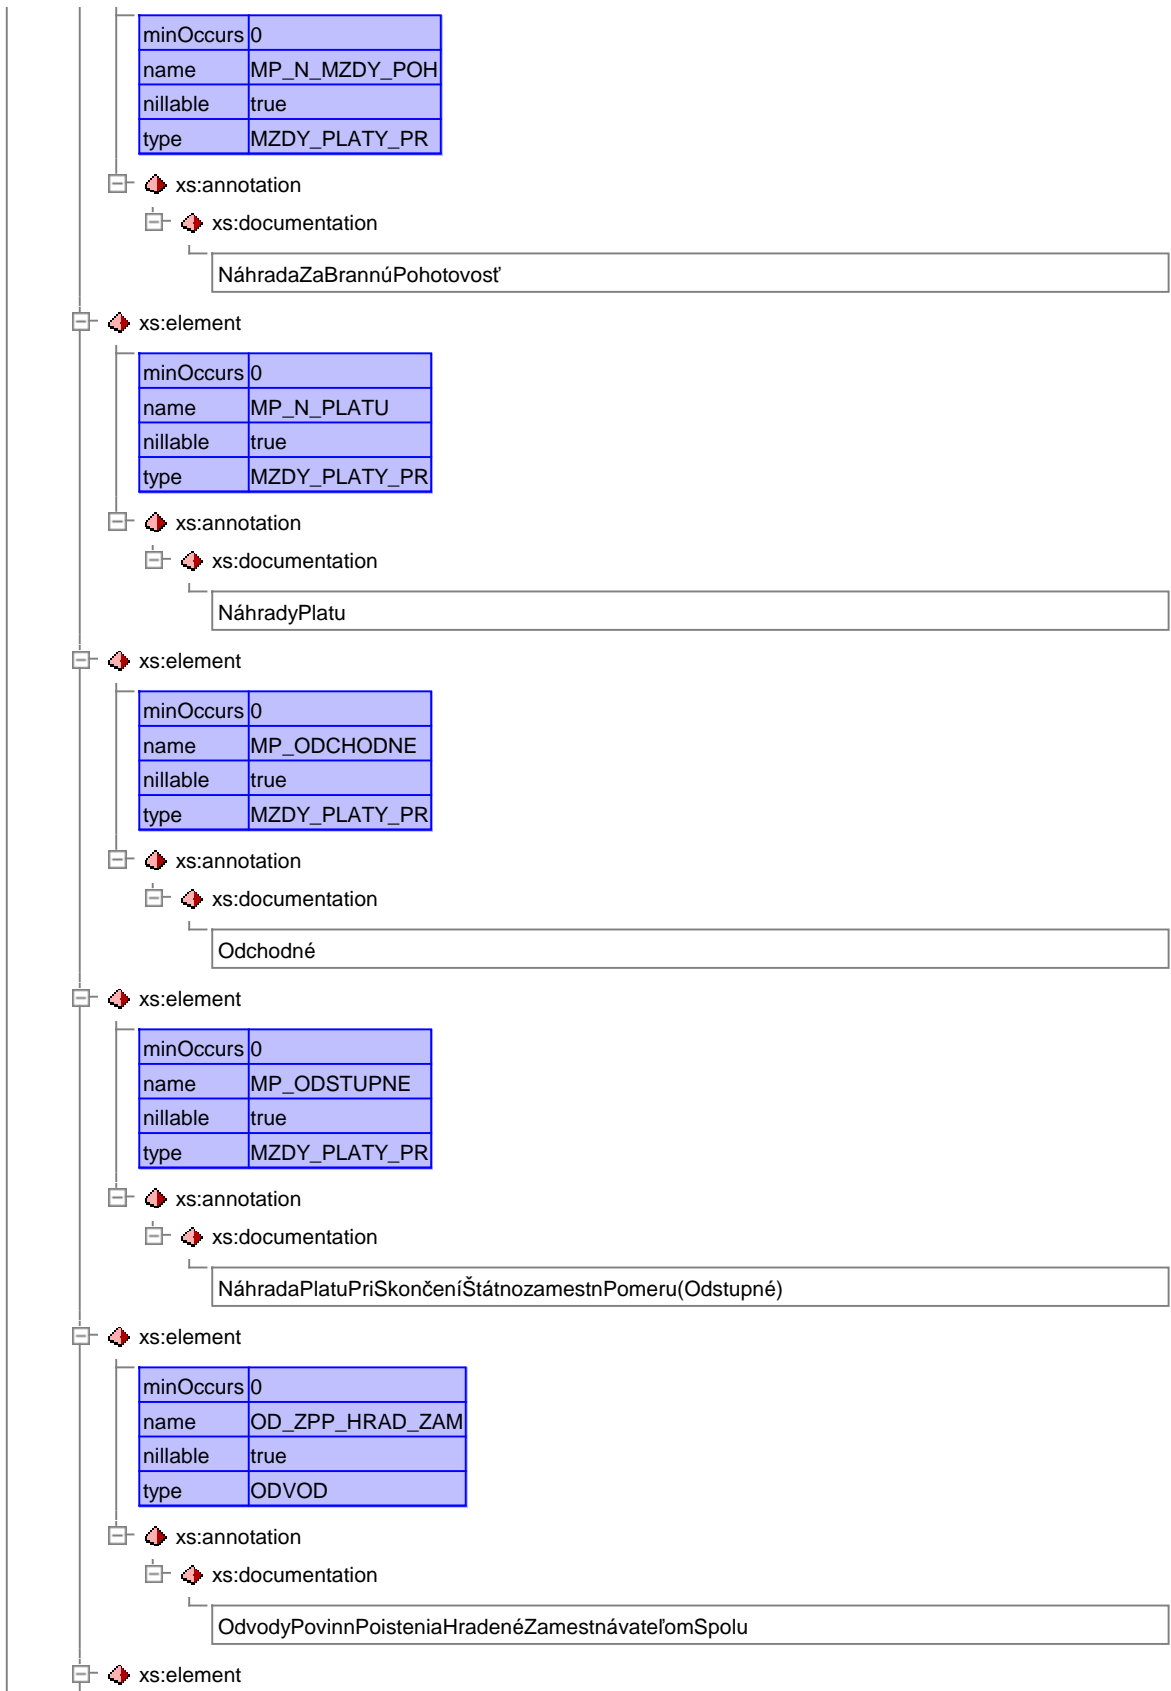 minOccurs 0
name MP_N_MZDY_POH
nillable true
type MZDY_PLATY_PR
xs:annotation
xs:documentation
NáhradaZaBrannúPohotovosť
xs:element
minOccurs 0
name MP_N_PLATU
nillable true
type MZDY_PLATY_PR
xs:annotation
xs:documentation
NáhradyPlatu
xs:element
minOccurs 0
name MP_ODCHODNE
nillable true
type MZDY_PLATY_PR
xs:annotation
xs:documentation
Odchodné
xs:element
minOccurs 0
name MP_ODSTUPNE
nillable true
type MZDY_PLATY_PR
xs:annotation
xs:documentation
NáhradaPlatuPriSkončeníŠtátnozamestnPomeru(Odstupné)
xs:element
minOccurs 0
name OD_ZPP_HRAD_ZAM
nillable true
type ODVOD
xs:annotation
xs:documentation
OdvodyPovinnPoisteniaHradenéZamestnávateľomSpolu
xs:element